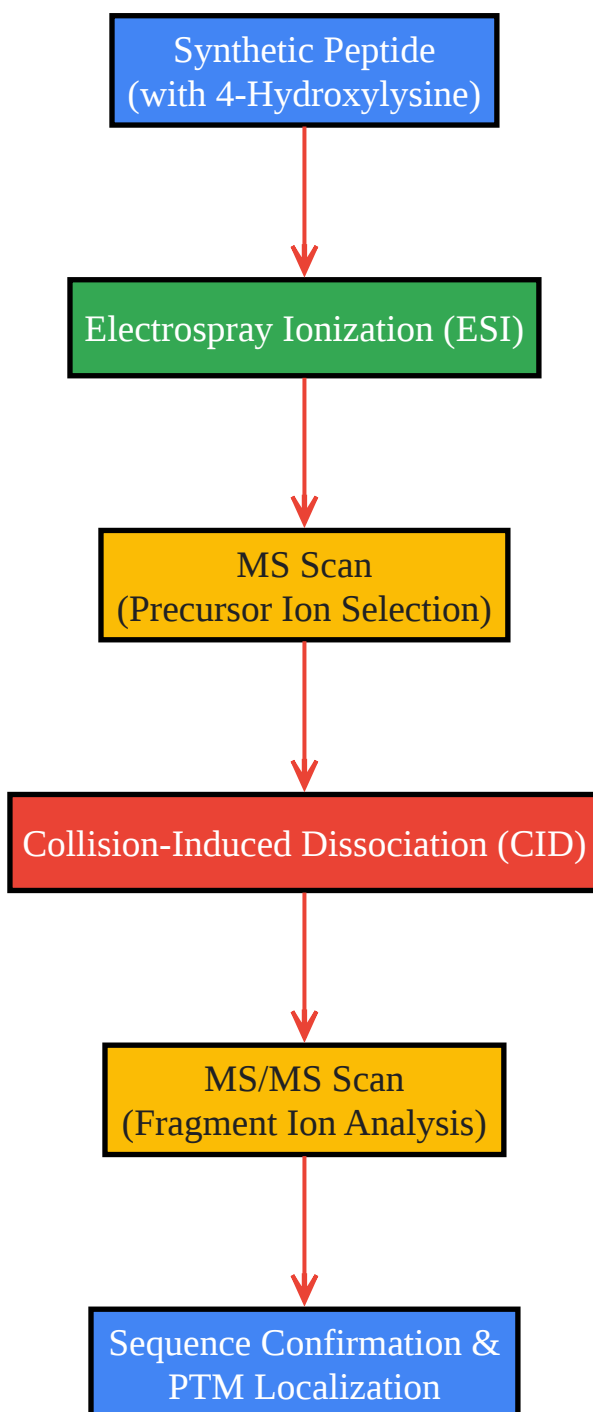 Synthetic Peptide
(with 4-Hydroxylysine)
Electrospray Ionization (ESI)
MS Scan
(Precursor Ion Selection)
Collision-Induced Dissociation (CID)
MS/MS Scan
(Fragment Ion Analysis)
Sequence Confirmation &
PTM Localization